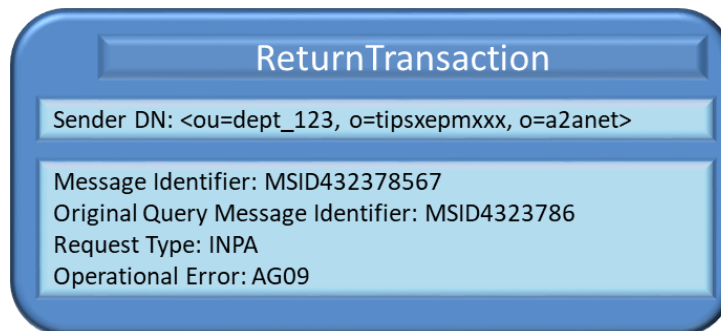 ReturnTransaction
Sender DN: <ou=dept_123, o=tipsxepmxxx, o=a2anet>
Message Identifier: MSID432378567
Original Query Message Identifier: MSID4323786
Request Type: INPA
Operational Error: AG09